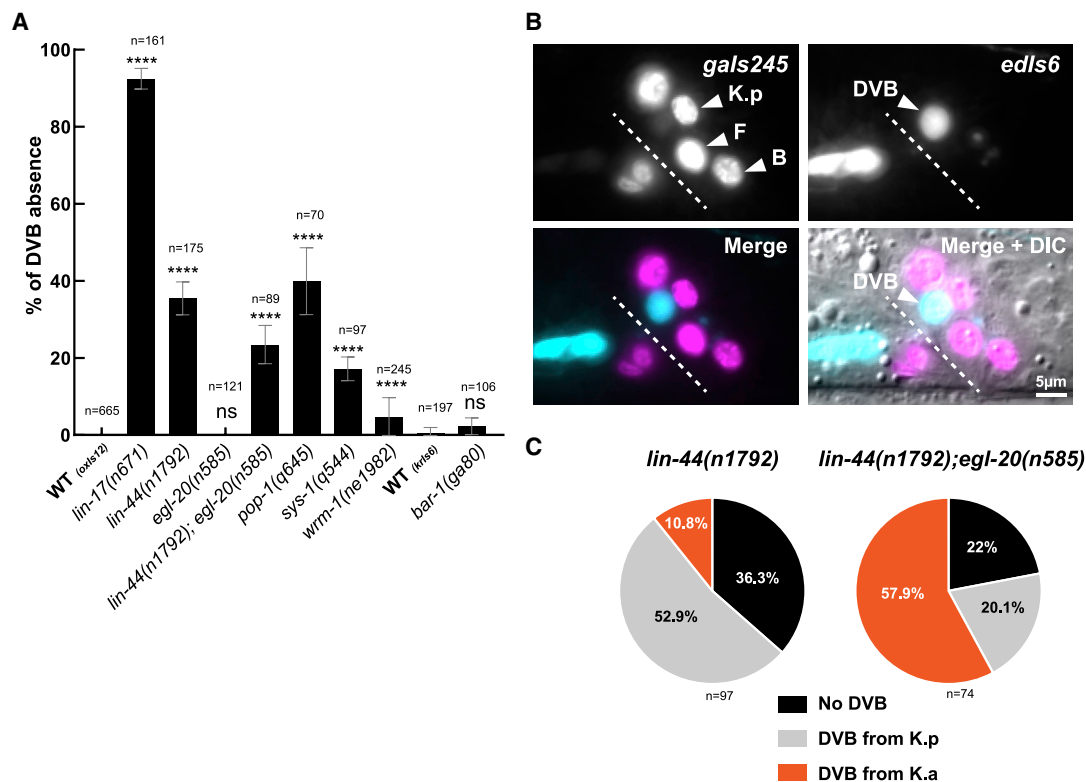 A
% of DVB absence
100
80
60
40
20
0
n=665
n=161
****
n=175
****
n=121
ns
n=89
****
n=70
****
n=97
****
n=245
****
n=197
n=106
ns
WT (oxIs12)
lin-17(n671)
lin-44(n1792)
egl-20(n585)
lin-44(n1792); egl-20(n585)
pop-1(q645)
sys-1(q544)
wrm-1(ne1982)
WT (krIs6)
bar-1(ga80)
B
gaIs245
K.p
F
B
edIs6
DVB
Merge
Merge + DIC
DVB
5µm
C
lin-44(n1792)
10.8%
36.3%
52.9%
n=97
lin-44(n1792);egl-20(n585)
22%
57.9%
20.1%
n=74
No DVB
DVB from K.p
DVB from K.a